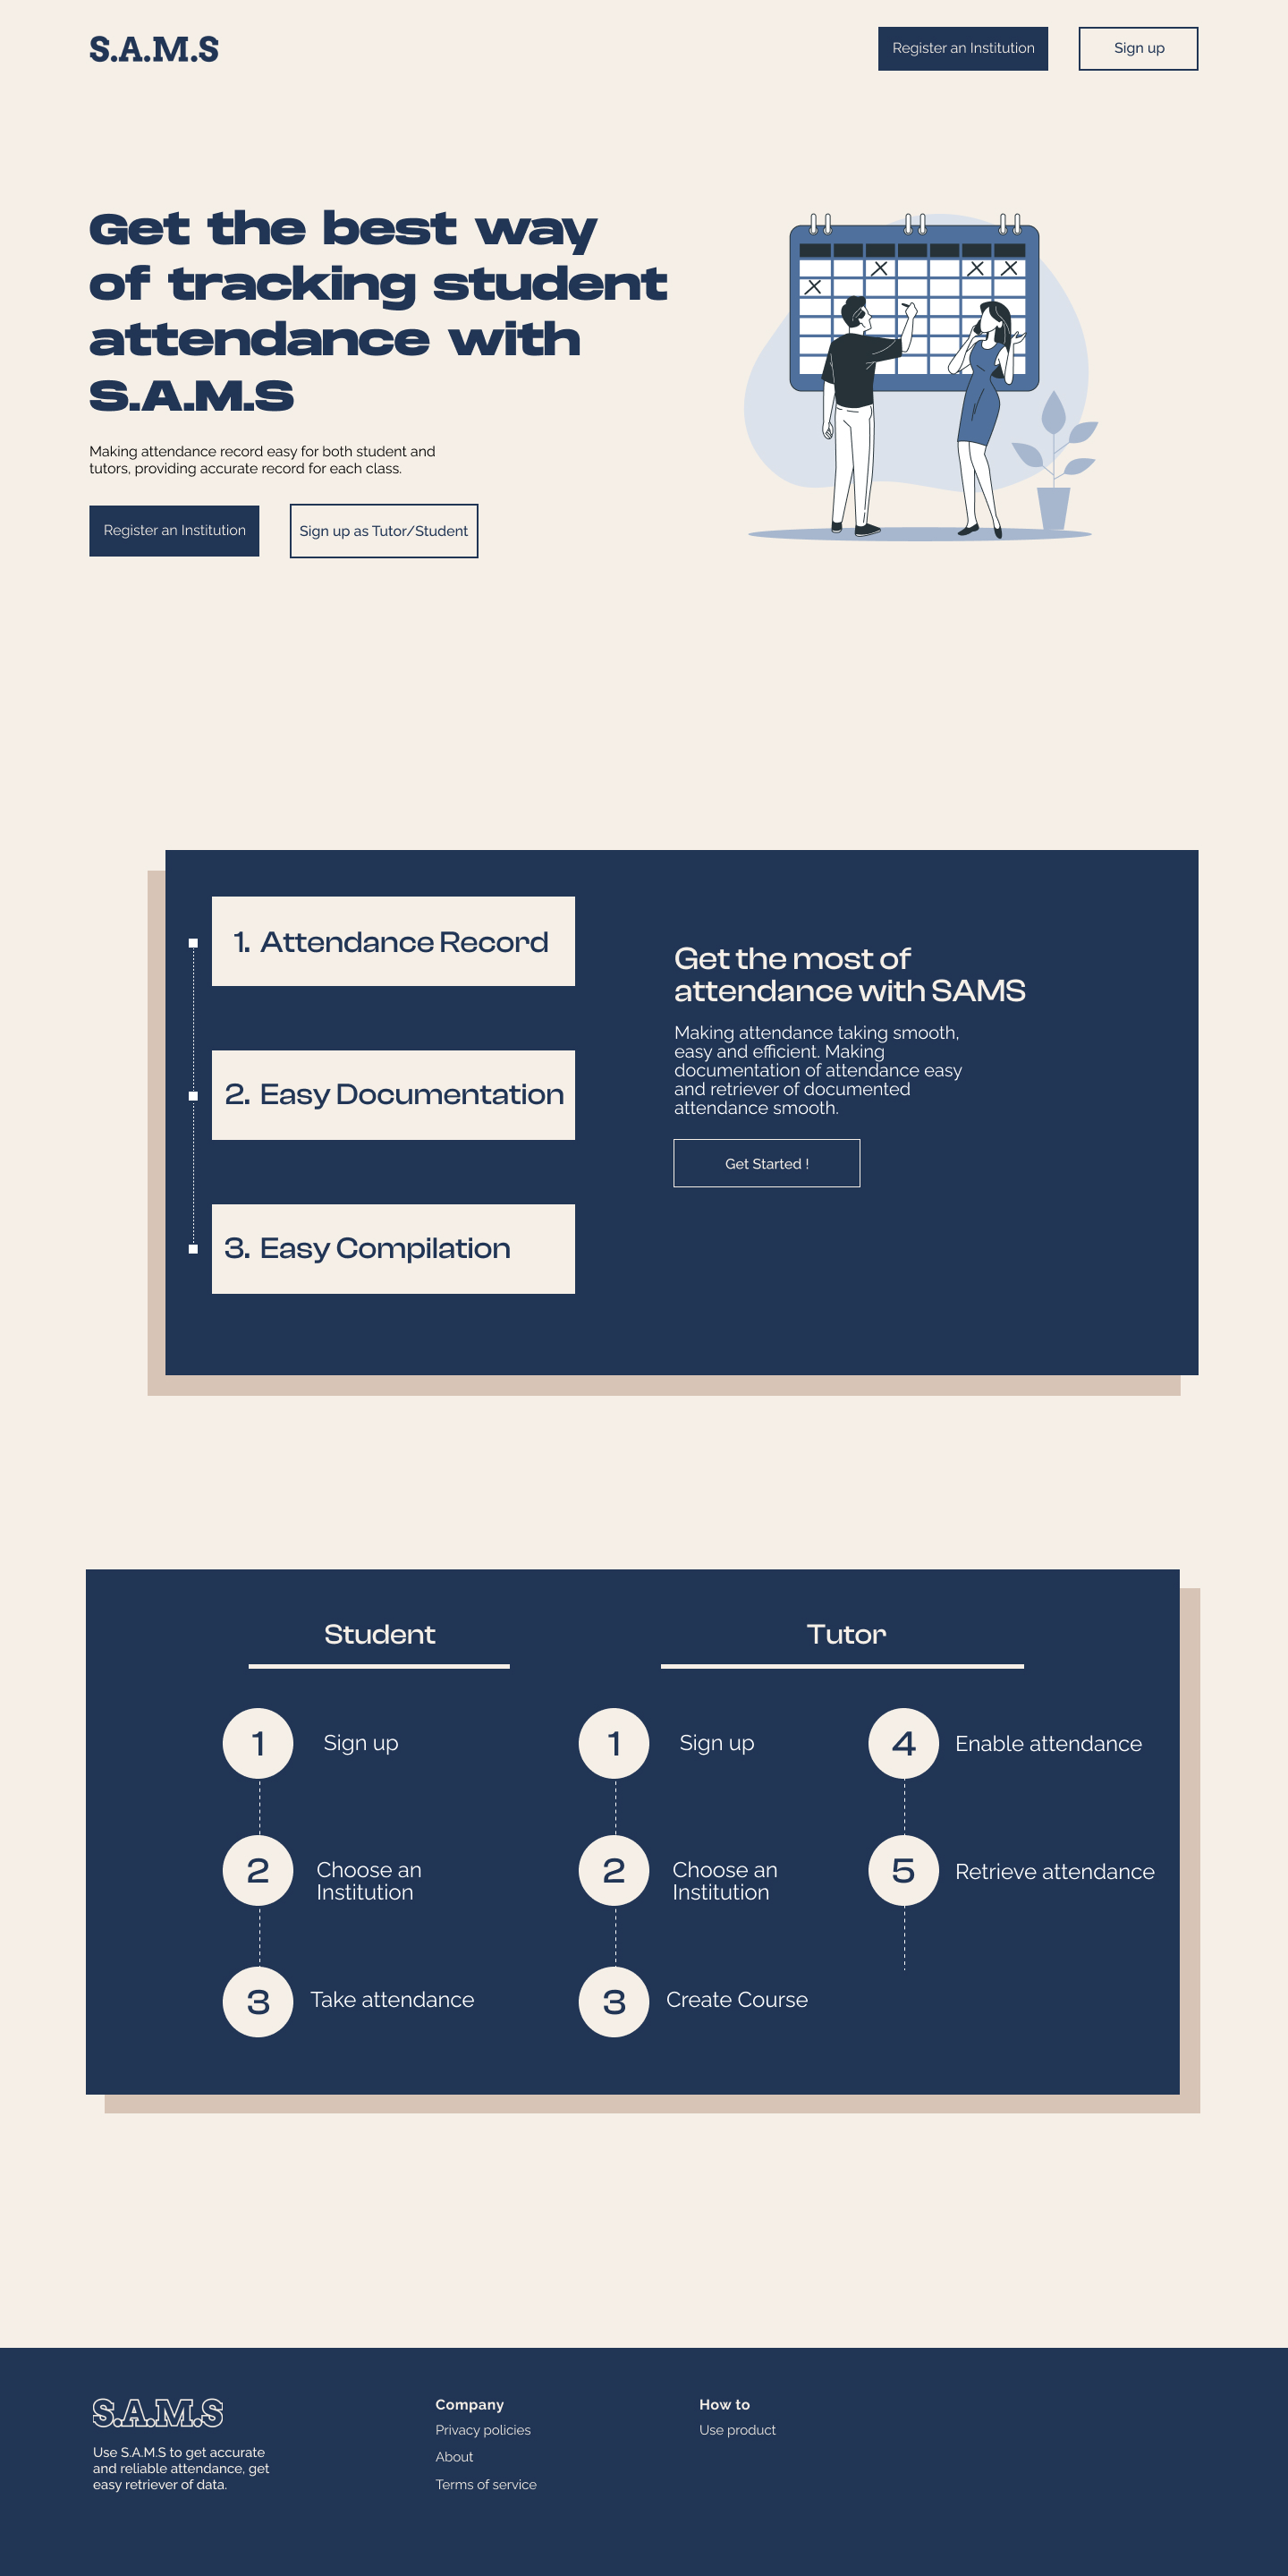 S.A.M.S
Register an Institution
Sign up
Get the best way
of tracking student
attendance with
S.A.M.S
Making attendance record easy for both student and
tutors, providing accurate record for each class.
Register an Institution
Sign up as Tutor/Student
1. Attendance Record
2. Easy Documentation
3. Easy Compilation
Get the most of
attendance with SAMS
Making attendance taking smooth,
easy and efficient. Making
documentation of attendance easy
and retriever of documented
attendance smooth.
Get Started !
Student
1 Sign up
2 Choose an
Institution
3 Take attendance
Tutor
1 Sign up
2 Choose an
Institution
3 Create Course
4 Enable attendance
5 Retrieve attendance
S.A.M.S
Use S.A.M.S to get accurate
and reliable attendance, get
easy retriever of data.
Company
Privacy policies
About
Terms of service
How to
Use product